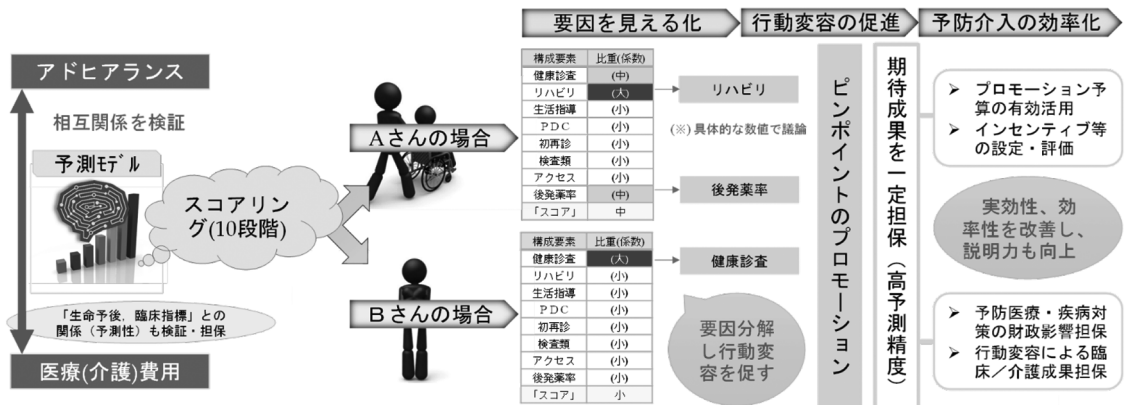 要因を見える化
行動変容の促進
予防介入の効率化
アドヒアランス
相互関係を検証
予測ﾓﾃﾞﾙ
スコアリン
グ(10段階)
「生命予後、臨床指標」との
関係（予測性）も検証・担保
医療(介護)費用
Aさんの場合
Bさんの場合
構成要素 比重(係数)
健康診査 (中)
リハビリ (大)
生活指導 (小)
PDC (小)
初再診 (小)
検査類 (小)
アクセス (小)
後発薬率 (中)
「スコア」 中
構成要素 比重(係数)
健康診査 (大)
リハビリ (小)
生活指導 (小)
PDC (小)
初再診 (小)
検査類 (小)
アクセス (小)
後発薬率 (小)
「スコア」 小
リハビリ
(※) 具体的な数値で議論
後発薬率
健康診査
要因分解
し行動変
容を促す
ピンポイントのプロモーション
期待成果を一定担保（高予測精度）
➢ プロモーション予
算の有効活用
➢ インセンティブ等
の設定・評価
実効性、効
率性を改善し、
説明力も向上
➢ 予防医療・疾病対
策の財政影響担保
➢ 行動変容による臨
床／介護成果担保